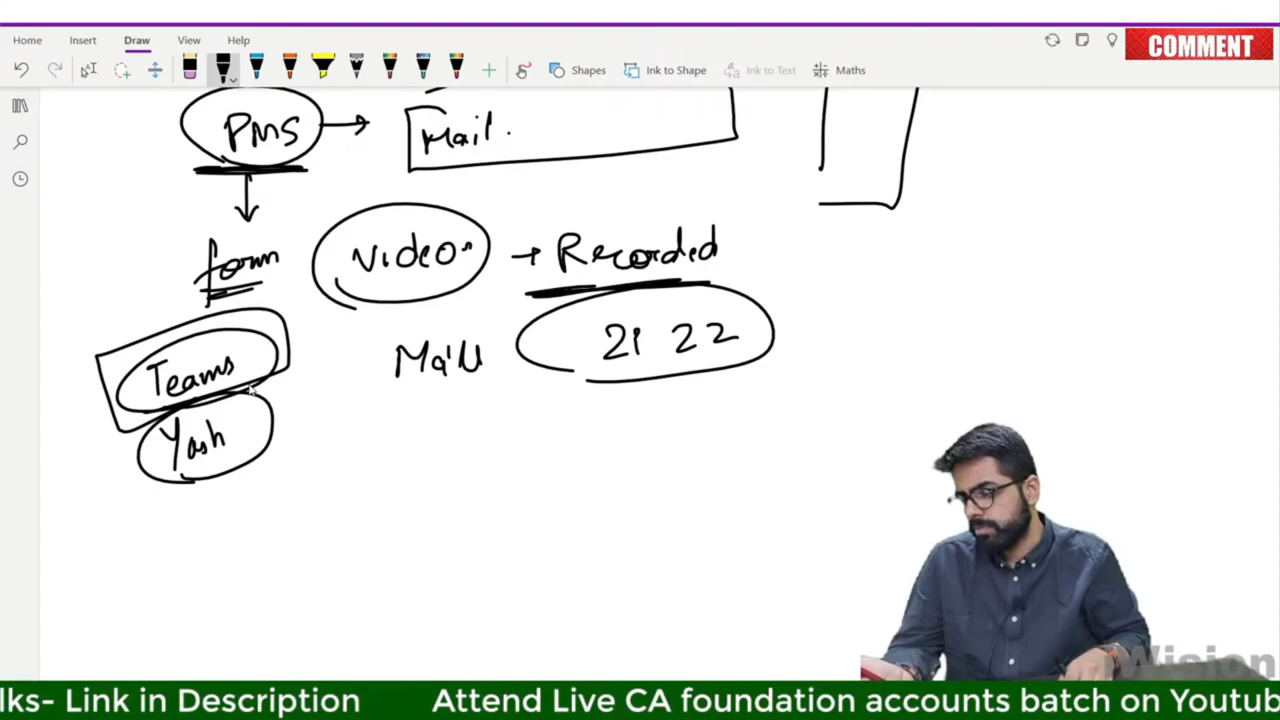 Home Insert Draw View Help
COMMENT
Shapes Ink to Shape Ink to Text Maths
PMS → Mail.
form Video → Recorded
Teams Mail 21 22
Yash
lks- Link in Description Attend Live CA foundation accounts batch on Youtub